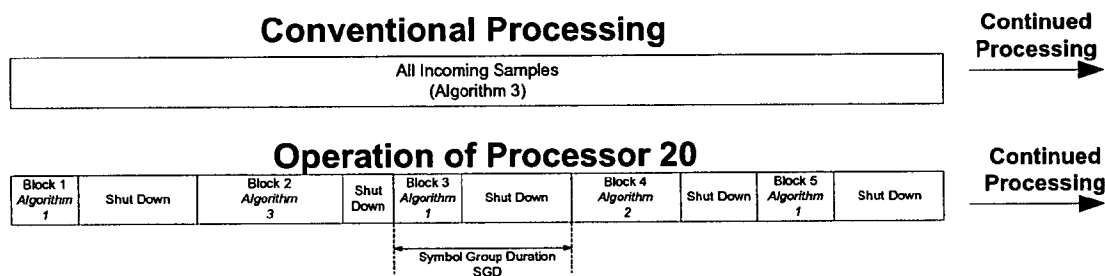 Conventional Processing
Continued
Processing
All Incoming Samples
(Algorithm 3)
Operation of Processor 20
Continued
Processing
Block 1
Algorithm
1
Shut Down
Block 2
Algorithm
3
Shut
Down
Block 3
Algorithm
1
Shut Down
Block 4
Algorithm
2
Shut Down
Block 5
Algorithm
1
Shut Down
Symbol Group Duration
SGD